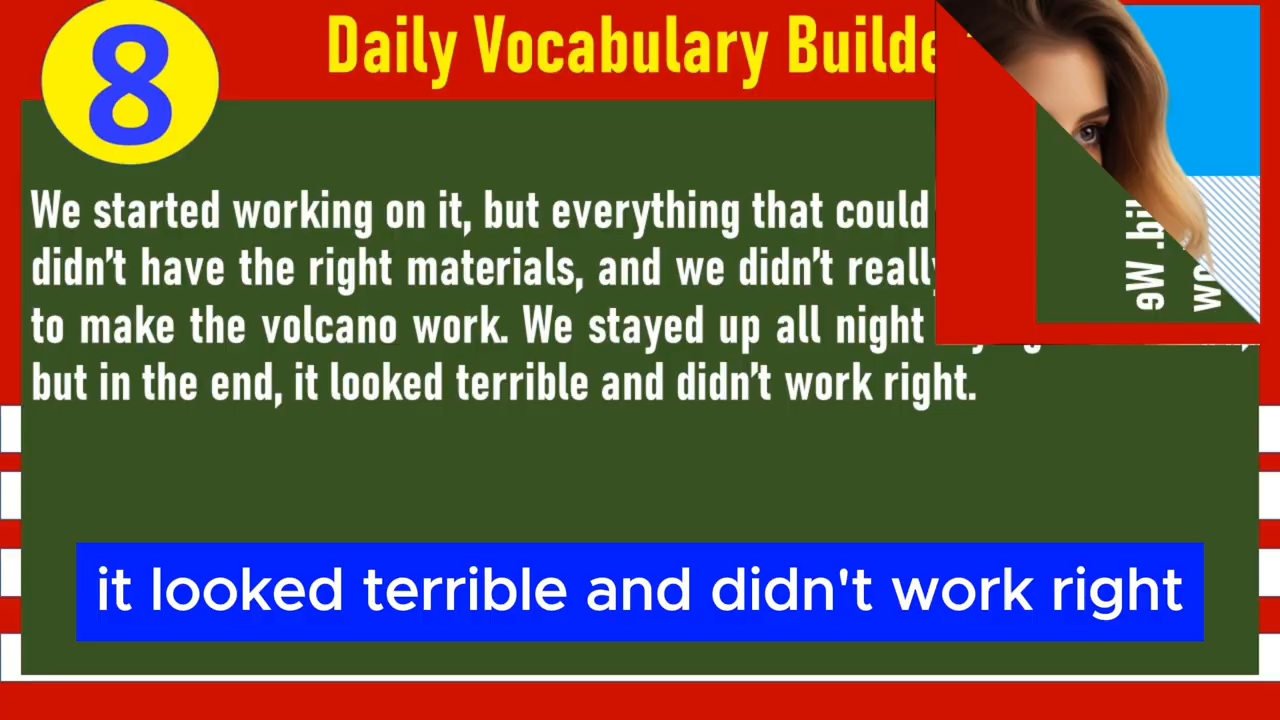 8
Daily Vocabulary
We started working on it, but everything that could
didn't have the right materials, and we didn't
to make the volcano work. We stayed up all night
but in the end, it looked terrible and didn't work right.
it looked terrible and didn't work right